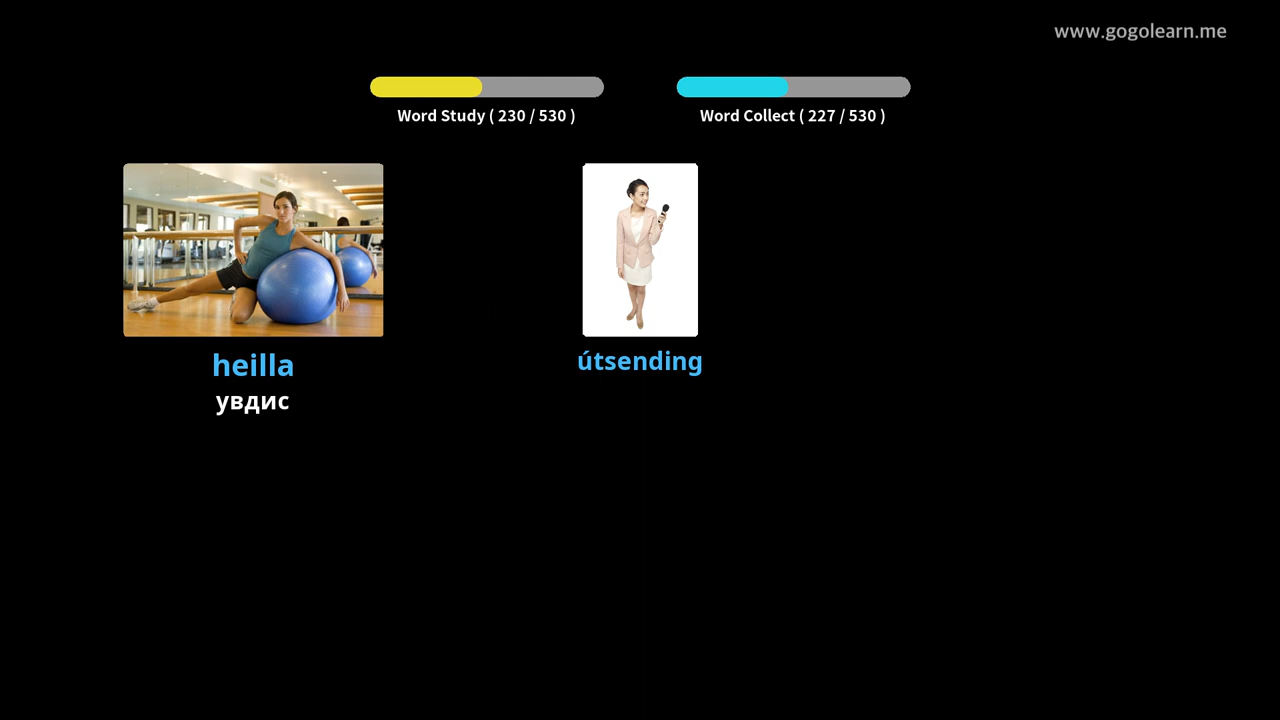 www.gogolearn.me
Word Study ( 230 / 530 )
Word Collect ( 227 / 530 )
heilla
увдис
útsending